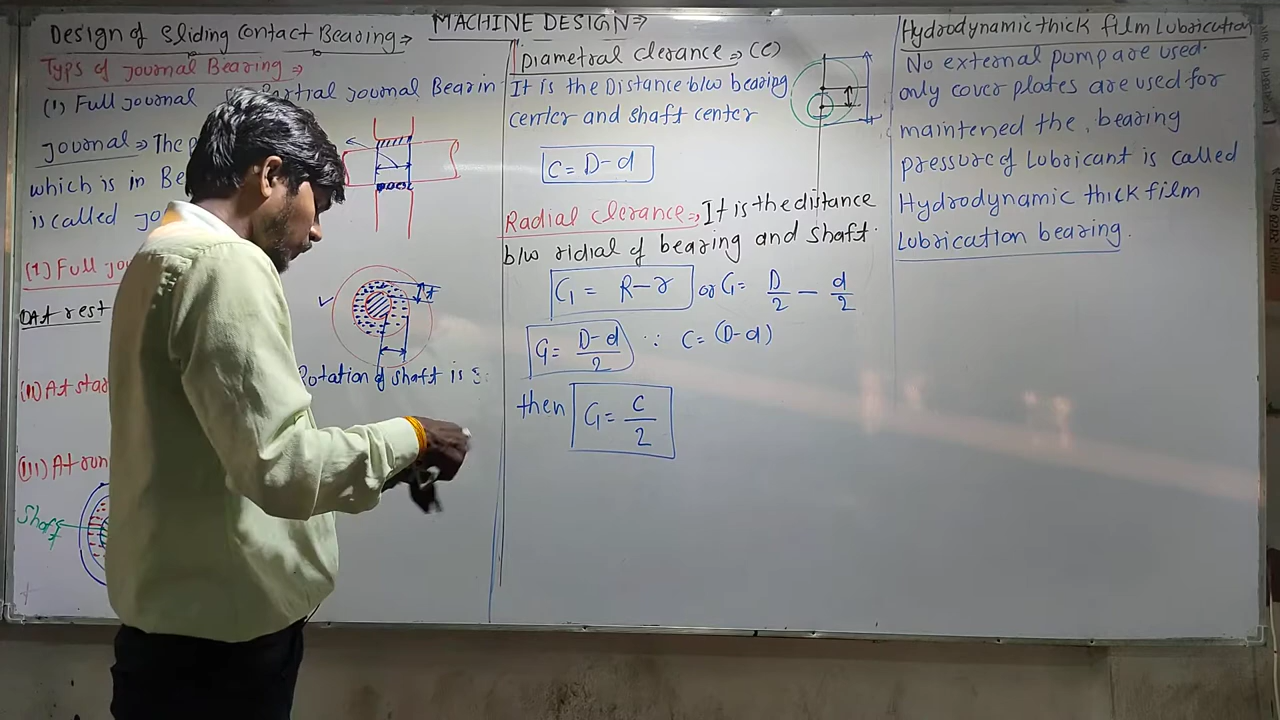 MACHINE DESIGN ⇒
Design of Sliding Contact Bearing ⇒
Typs of Journal Bearing ⇒
(1) Full Journal Partial Journal Bearin
Journal ⇒ The
which is in Be
is called Jo
(1) Full Jou
(I) At rest
Rotation of shaft is
(II) At sta
(III) At run
Shaft
Diametral clerance ⇒ (C)
It is the Distance b/w bearing
center and shaft center
C = D-d
Radial clerance ⇒ It is the distance
b/w ridial of bearing and shaft.
C1 = R-r or C1 = D/2 - d/2
C1 = D-d/2 ∵ C = (D-d)
then C1 = C/2
Hydrodynamic thick film Lubrication
No external pump are used.
only cover plates are used for
maintened the bearing
pressure of Lubricant is called
Hydrodynamic thick film
Lubrication bearing.